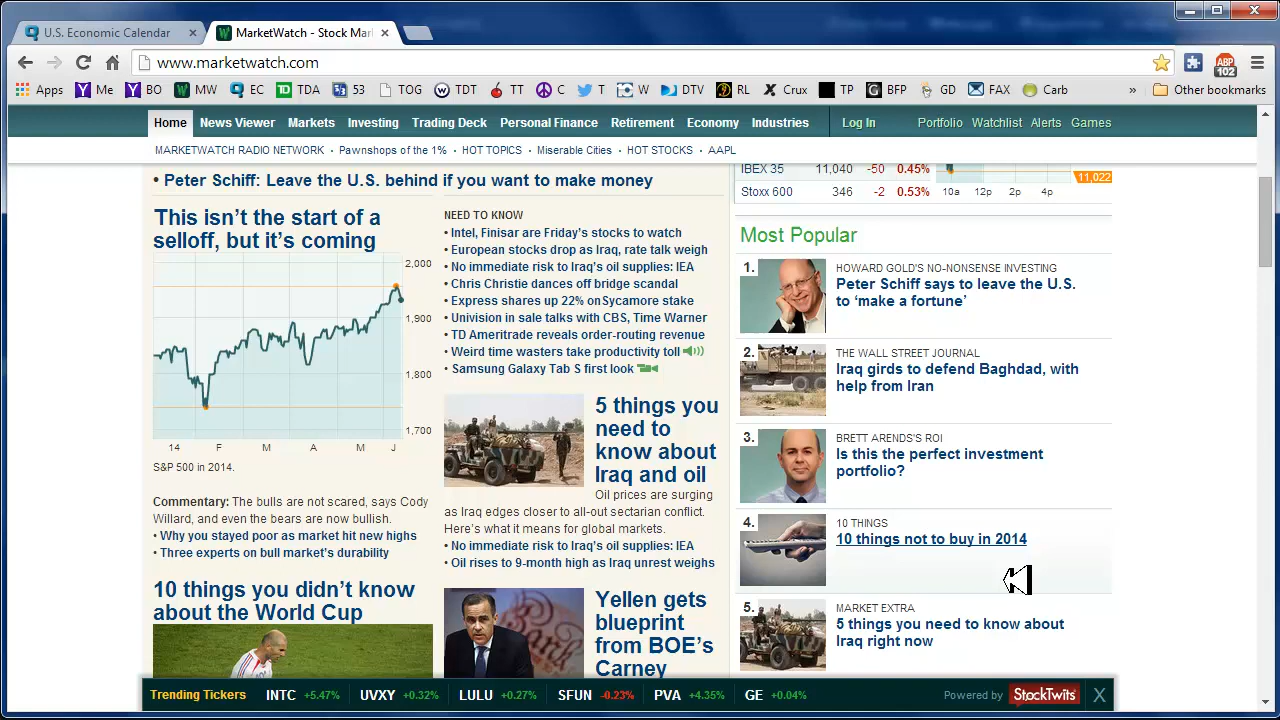 U.S. Economic Calendar
MarketWatch - Stock Mar
www.marketwatch.com
Apps Me BO MW EC TDA 53 TOG TDT TT C T W DTV RL Crux TP BFP GD FAX Carb » Other bookmarks
ABP 102
Home News Viewer Markets Investing Trading Deck Personal Finance Retirement Economy Industries Log In Portfolio Watchlist Alerts Games
MARKETWATCH RADIO NETWORK • Pawnshops of the 1% • HOT TOPICS • Miserable Cities • HOT STOCKS • AAPL
• Peter Schiff: Leave the U.S. behind if you want to make money
This isn't the start of a
selloff, but it's coming
2,000
1,900
1,800
1,700
14 F M A M J
S&P 500 in 2014.
Commentary: The bulls are not scared, says Cody
Willard, and even the bears are now bullish.
• Why you stayed poor as market hit new highs
• Three experts on bull market's durability
10 things you didn't know
about the World Cup
NEED TO KNOW
• Intel, Finisar are Friday's stocks to watch
• European stocks drop as Iraq, rate talk weigh
• No immediate risk to Iraq's oil supplies: IEA
• Chris Christie dances off bridge scandal
• Express shares up 22% on Sycamore stake
• Univision in sale talks with CBS, Time Warner
• TD Ameritrade reveals order-routing revenue
• Weird time wasters take productivity toll
• Samsung Galaxy Tab S first look
5 things you
need to
know about
Iraq and oil
Oil prices are surging
as Iraq edges closer to all-out sectarian conflict.
Here's what it means for global markets.
• No immediate risk to Iraq's oil supplies: IEA
• Oil rises to 9-month high as Iraq unrest weighs
Yellen gets
blueprint
from BOE's
Carney
IBEX 35 11,040 -50 0.45%
Stoxx 600 346 -2 0.53%
11,022
10a 12p 2p 4p
Most Popular
1. HOWARD GOLD'S NO-NONSENSE INVESTING
Peter Schiff says to leave the U.S.
to 'make a fortune'
2. THE WALL STREET JOURNAL
Iraq girds to defend Baghdad, with
help from Iran
3. BRETT ARENDS'S ROI
Is this the perfect investment
portfolio?
4. 10 THINGS
10 things not to buy in 2014
5. MARKET EXTRA
5 things you need to know about
Iraq right now
Trending Tickers INTC +5.47% UVXY +0.32% LULU +0.27% SFUN -0.23% PVA +4.35% GE +0.04% Powered by STOCKTWITS X